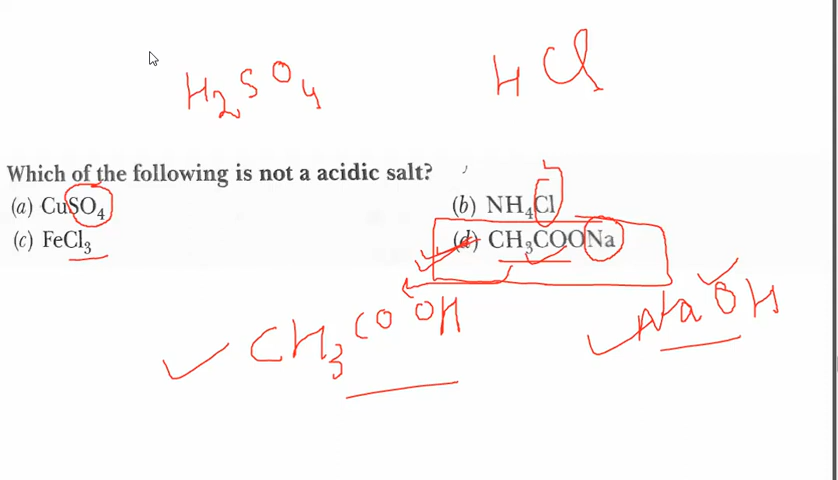 H₂SO₄ HCl
Which of the following is not a acidic salt?
(a) CuSO₄ (b) NH₄Cl
(c) FeCl₃ (d) CH₃COONa
CH₃COOH NaOH